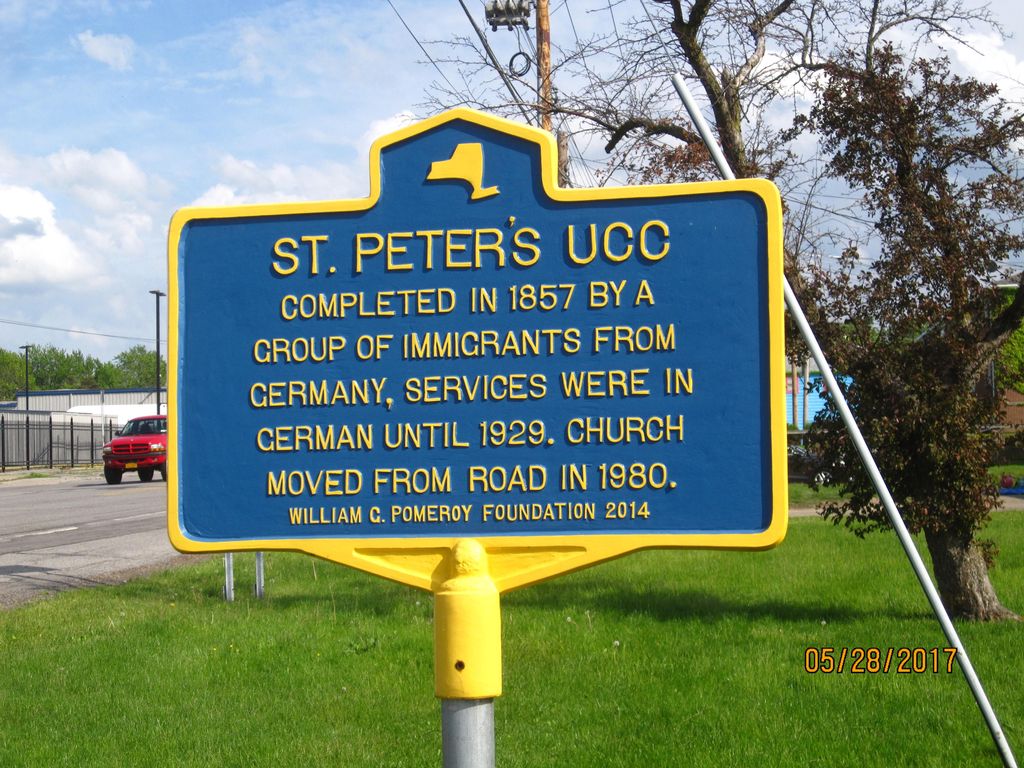 ST. PETER'S UCC
COMPLETED IN 1857 BY A
GROUP OF IMMIGRANTS FROM
GERMANY, SERVICES WERE IN
GERMAN UNTIL 1929. CHURCH
MOVED FROM ROAD IN 1980.
WILLIAM G. POMEROY FOUNDATION 2014
05/28/2017